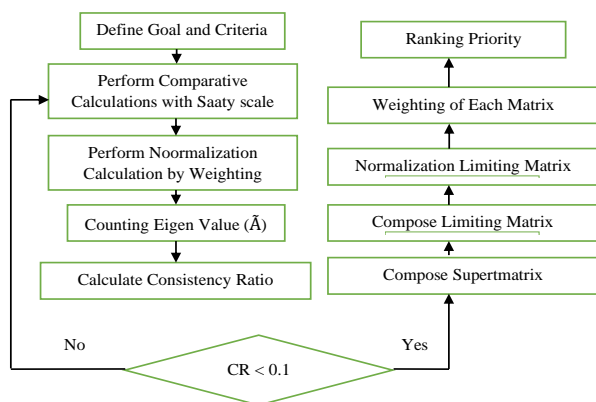 Define Goal and Criteria
Perform Comparative
Calculations with Saaty scale
Perform Noormalization
Calculation by Weighting
Counting Eigen Value (Ã)
Calculate Consistency Ratio
No
CR < 0.1
Yes
Compose Supertmatrix
Compose Limiting Matrix
Normalization Limiting Matrix
Weighting of Each Matrix
Ranking Priority